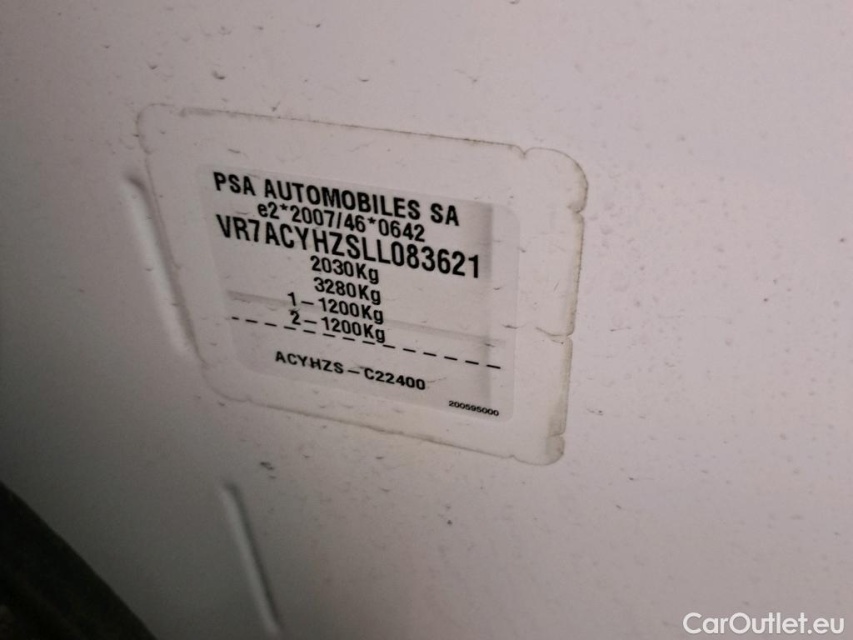 PSA AUTOMOBILES SA
e2*2007/46*0642
VR7ACYHZSLL083621
2030Kg
3280Kg
1-1200Kg
2-1200Kg
ACYHZS-C22400
200595000
CarOutlet.eu